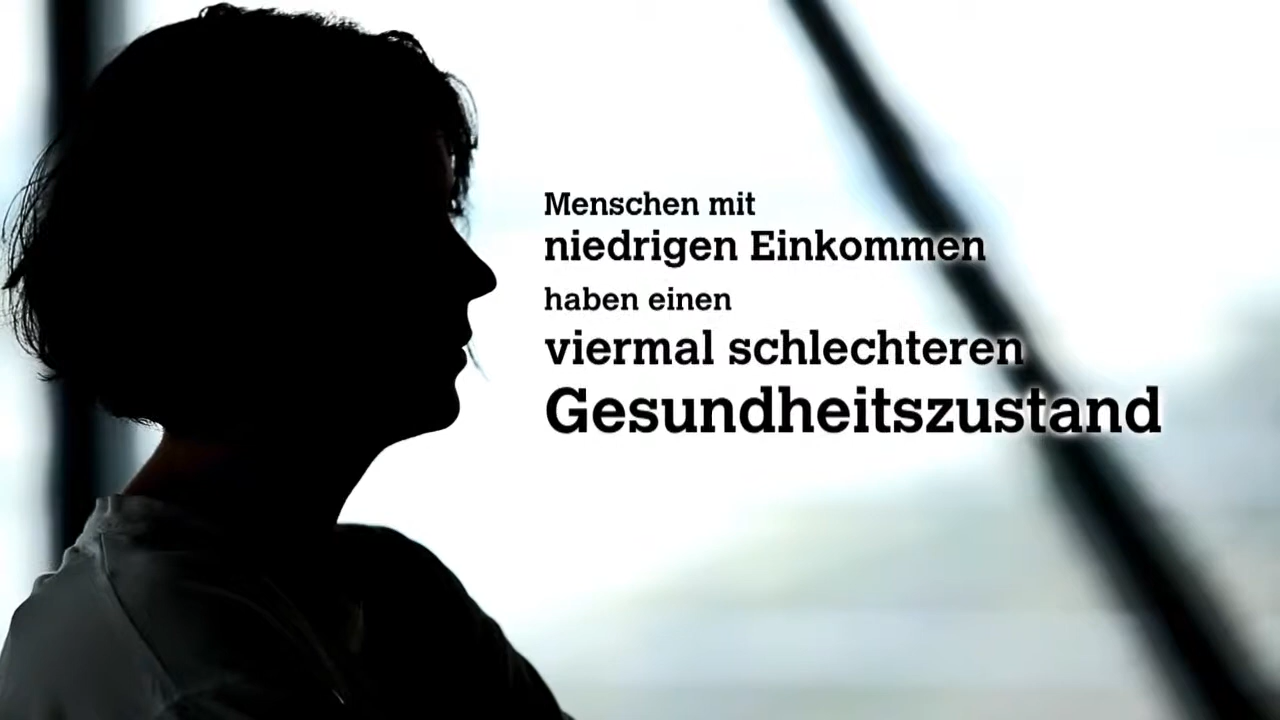 Menschen mit
niedrigen Einkommen
haben einen
viermal schlechteren
Gesundheitszustand